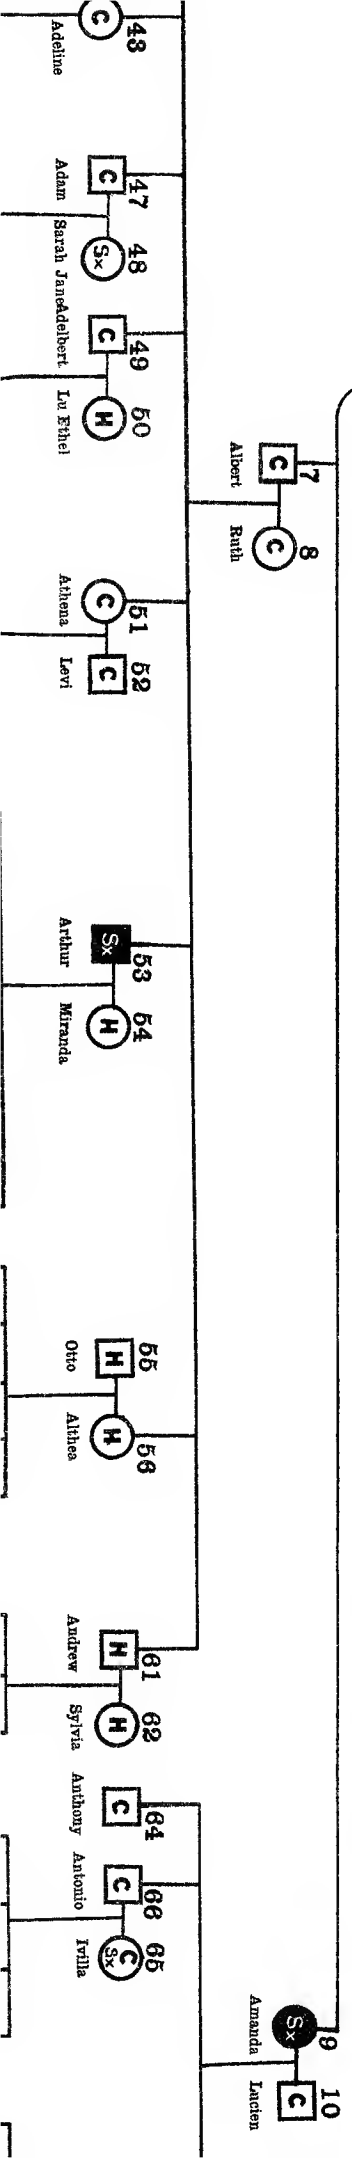 7 8 9 10
C C Sx C
Albert Ruth Amanda Lucien
43 47 48 49 50 51 52 53 54 55 56 61 62 64 66 65
C C Sx C H C C Sx H H H H H C C C Sx
Adeline Adam Sarah Jane Adelbert Lu Ethel Athena Levi Arthur Miranda Otto Althea Andrew Sylvia Anthony Antonio Ivilla